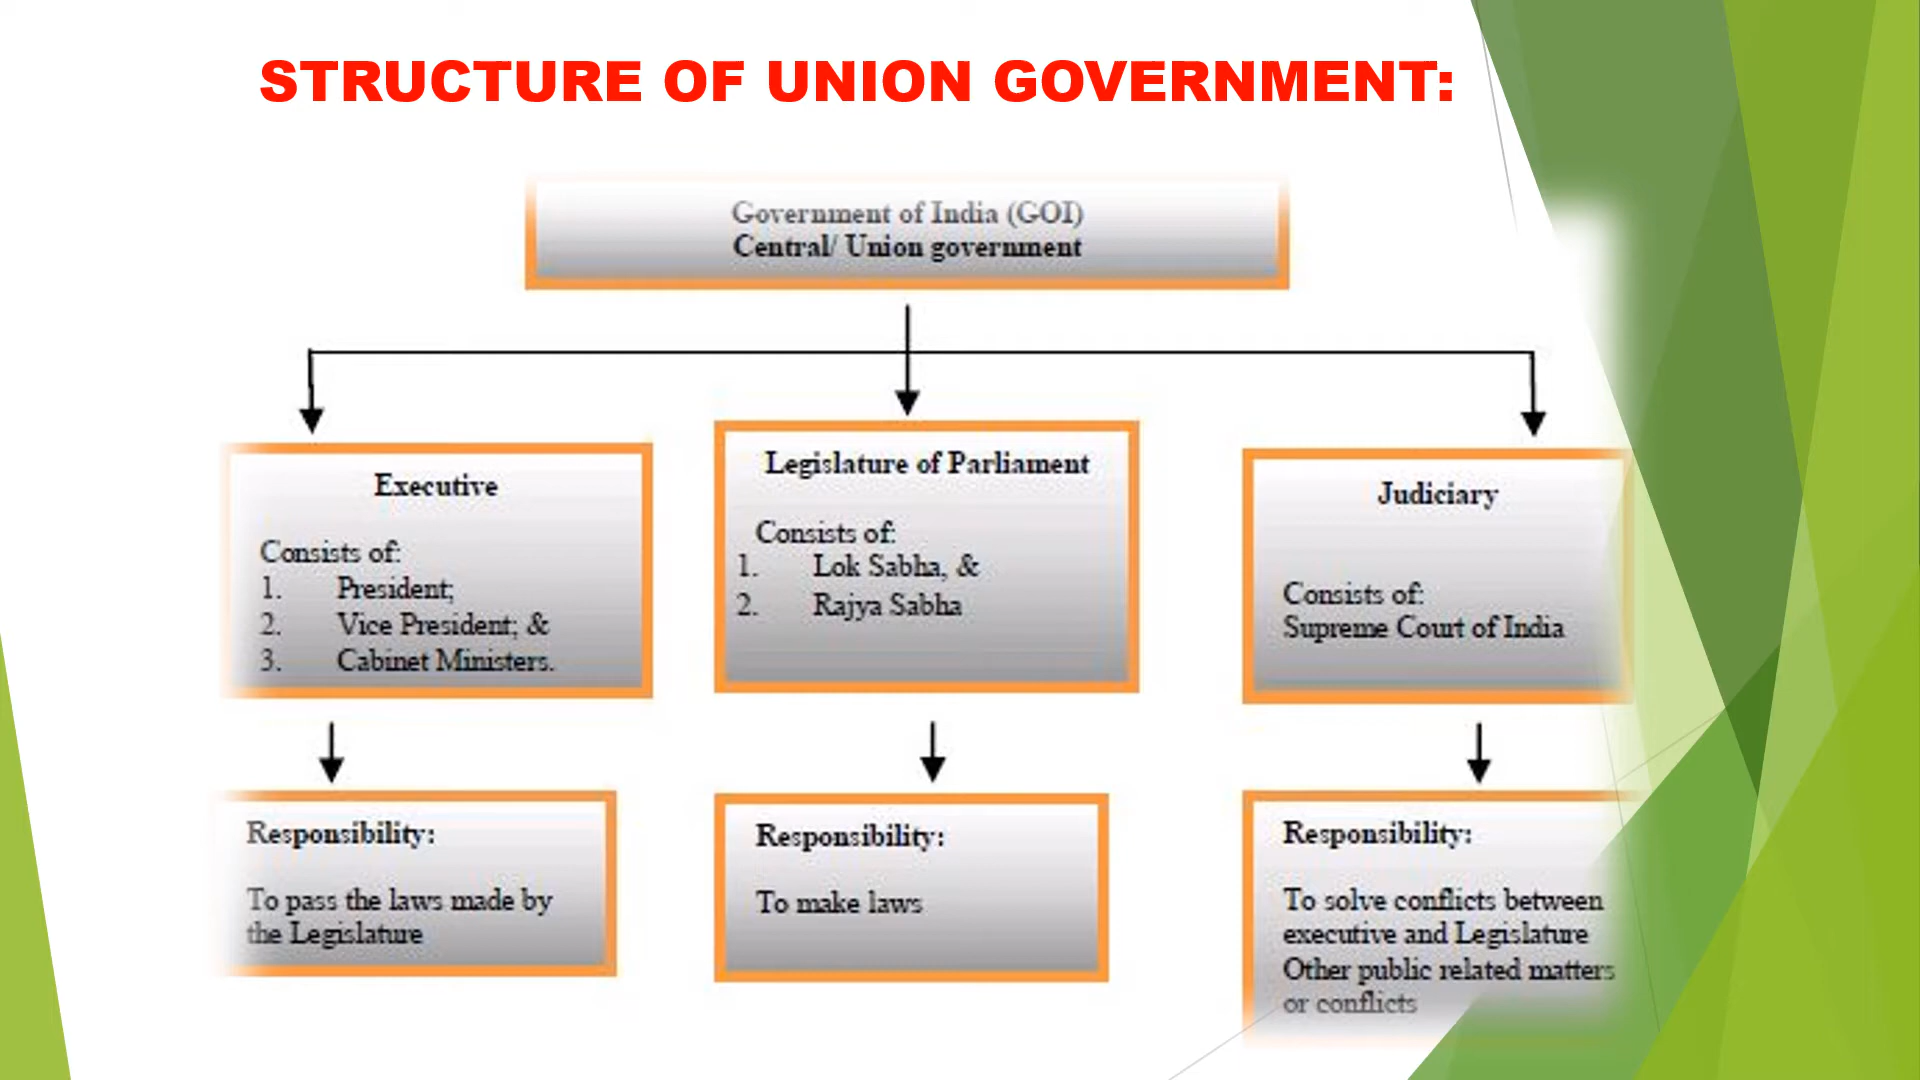 STRUCTURE OF UNION GOVERNMENT:
Government of India (GOI)
Central/ Union government
Executive
Consists of:
1. President;
2. Vice President; &
3. Cabinet Ministers.
Legislature of Parliament
Consists of:
1. Lok Sabha, &
2. Rajya Sabha
Judiciary
Consists of:
Supreme Court of India
Responsibility:
To pass the laws made by
the Legislature
Responsibility:
To make laws
Responsibility:
To solve conflicts between
executive and Legislature
Other public related matters
or conflicts